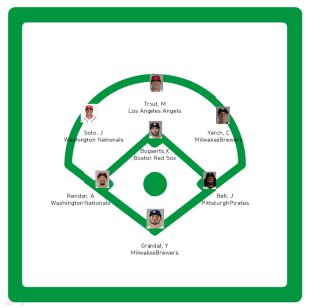 Trout, M
Los Angeles Angels
Soto, J
Washington Nationals
Yelich, C
MilwakeeBrewers
Bogaerts,X
Boston Red Sox
Rendon, A
Washington Nationals
Bell, J
PittsturghPirates
Grandal, Y
MilwakeeBrewers